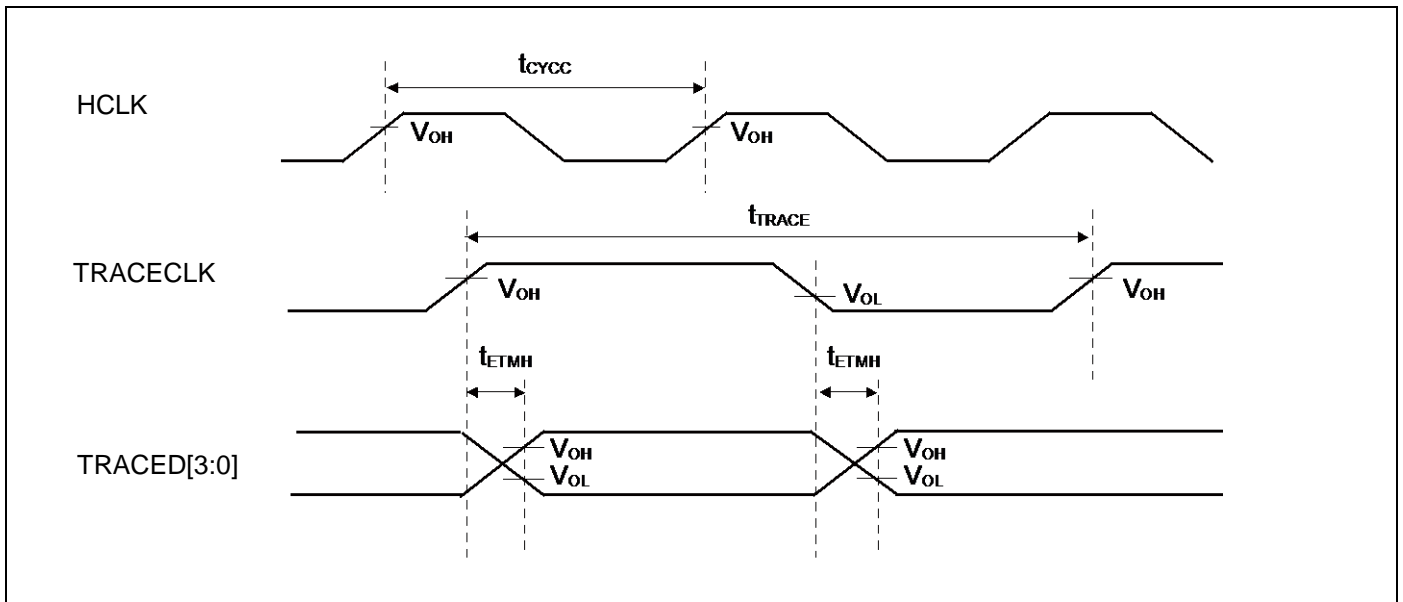 tCYCC
HCLK
VOH
VOH
tTRACE
TRACECLK
VOH
VOL
VOH
tETMH
tETMH
TRACED[3:0]
VOH
VOH
VOL
VOL